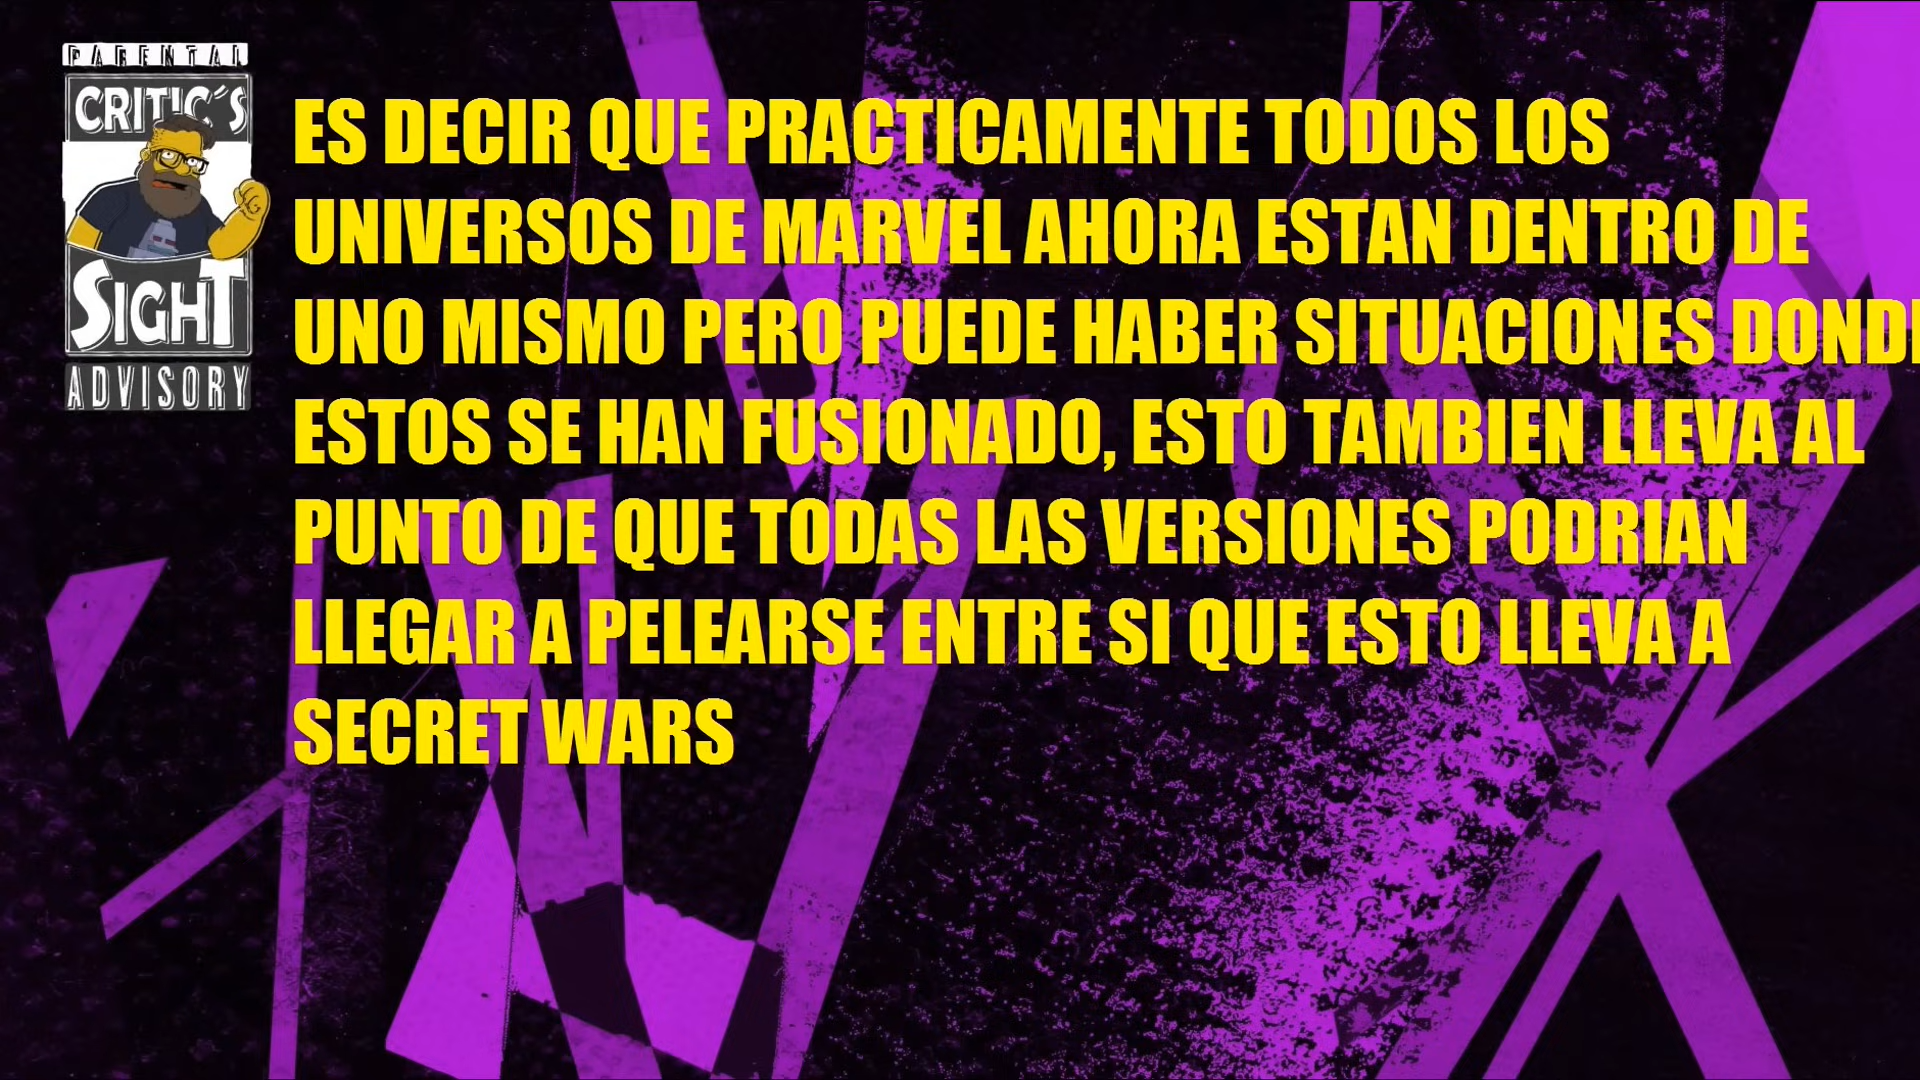 PARENTAL
CRITIC´S
SIGHT
ADVISORY
ES DECIR QUE PRACTICAMENTE TODOS LOS
UNIVERSOS DE MARVEL AHORA ESTAN DENTRO DE
UNO MISMO PERO PUEDE HABER SITUACIONES
ESTOS SE HAN FUSIONADO, ESTO TAMBIEN LLEVA AL
PUNTO DE QUE TODAS LAS VERSIONES PODRIAN
LLEGAR A PELEARSE ENTRE SI QUE ESTO LLEVA A
SECRET WARS